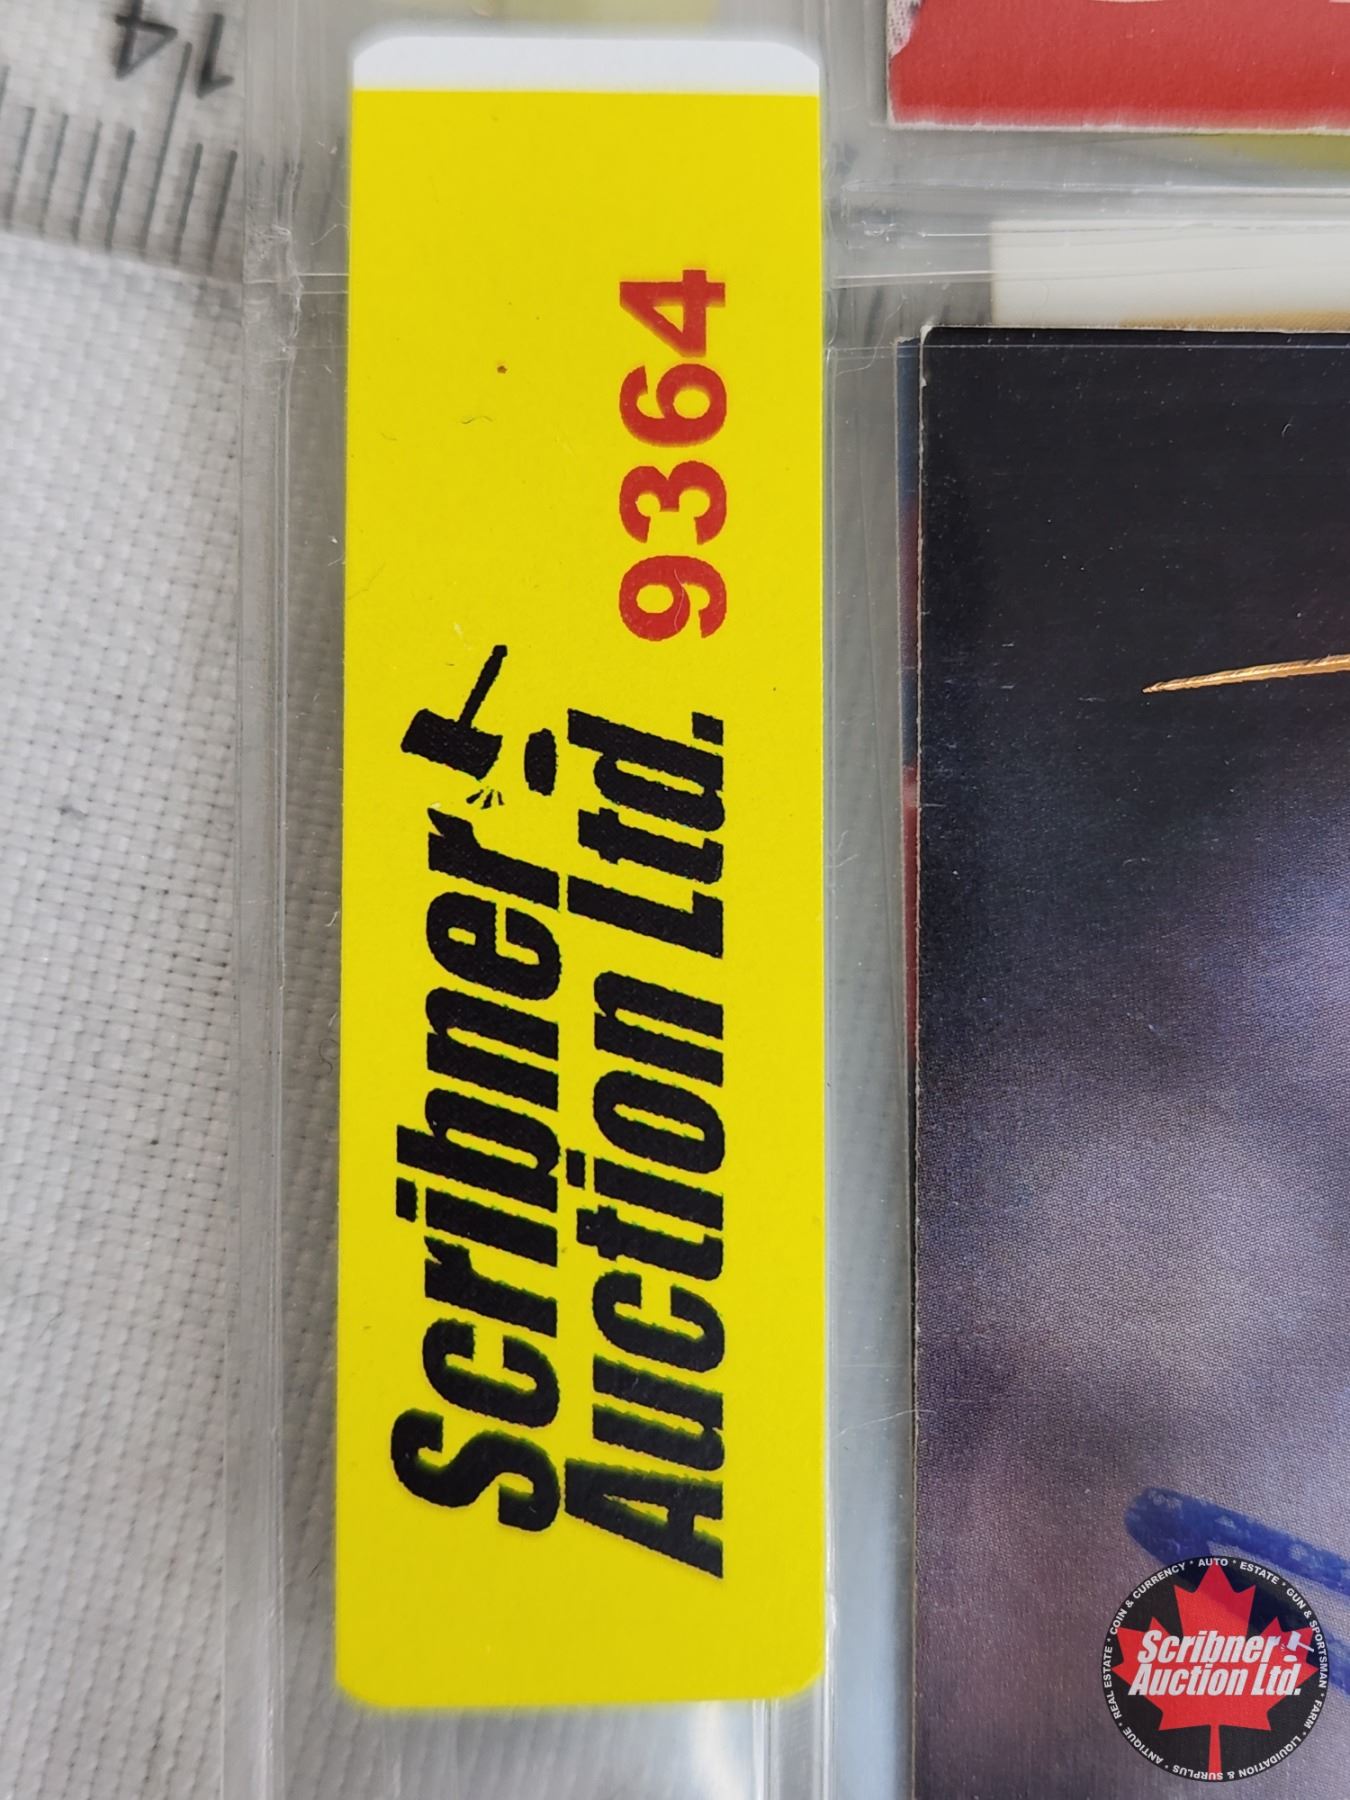 14
Scribner
Auction Ltd. 9364
COIN & CURRENCY * AUTO * ESTATE * GUN & SPORTSMAN * FARM * LIQUIDATION & SURPLUS * ANTIQUE * REAL ESTATE *
Scribner
Auction Ltd.